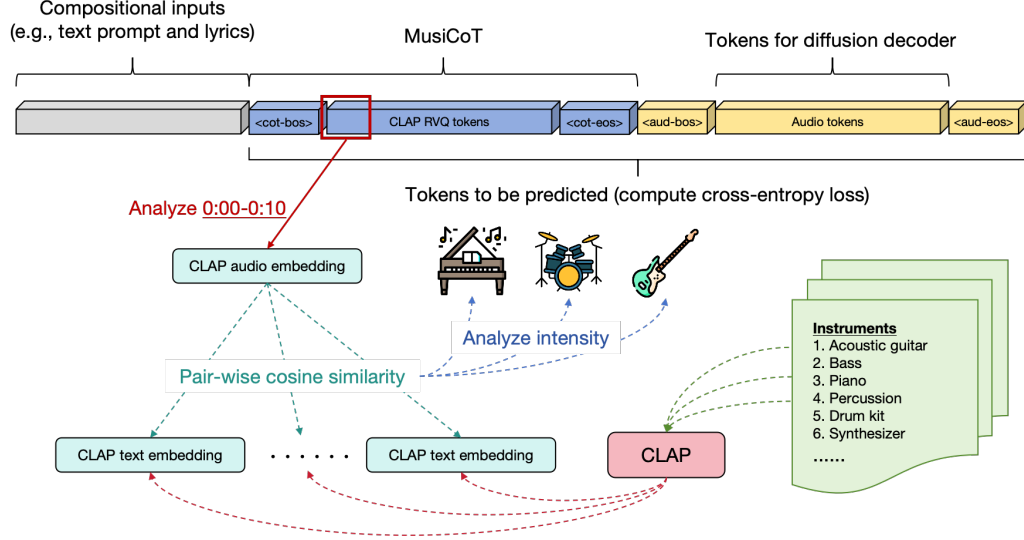 Compositional inputs
(e.g., text prompt and lyrics)
MusiCoT
Tokens for diffusion decoder
<cot-bos>
CLAP RVQ tokens
<cot-eos>
<aud-bos>
Audio tokens
<aud-eos>
Tokens to be predicted (compute cross-entropy loss)
Analyze 0:00-0:10
CLAP audio embedding
Analyze intensity
Pair-wise cosine similarity
Instruments
1. Acoustic guitar
2. Bass
3. Piano
4. Percussion
5. Drum kit
6. Synthesizer
......
CLAP text embedding
. . . . . .
CLAP text embedding
CLAP